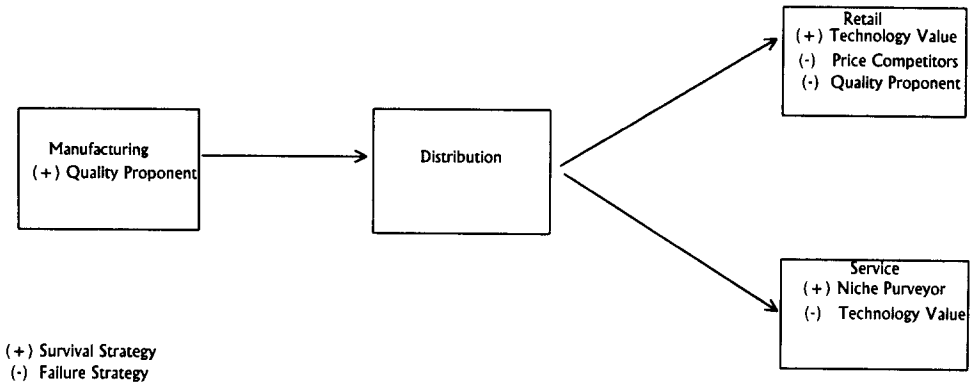 Manufacturing
(+) Quality Proponent
Distribution
Retail
(+) Technology Value
(-) Price Competitors
(-) Quality Proponent
Service
(+) Niche Purveyor
(-) Technology Value
(+) Survival Strategy
(-) Failure Strategy